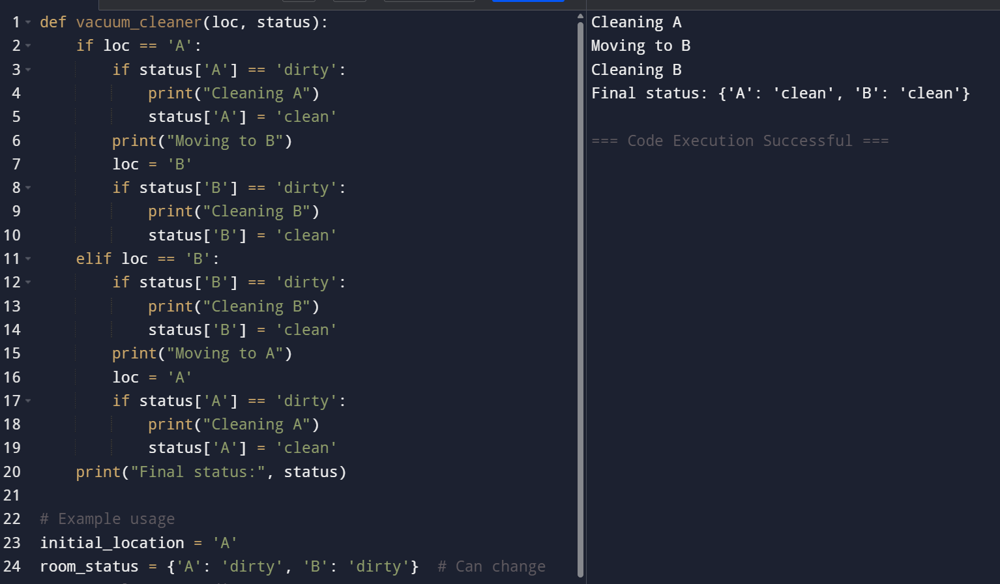 1 def vacuum_cleaner(loc, status):
2     if loc == 'A':
3         if status['A'] == 'dirty':
4             print("Cleaning A")
5             status['A'] = 'clean'
6         print("Moving to B")
7         loc = 'B'
8         if status['B'] == 'dirty':
9             print("Cleaning B")
10             status['B'] = 'clean'
11     elif loc == 'B':
12         if status['B'] == 'dirty':
13             print("Cleaning B")
14             status['B'] = 'clean'
15         print("Moving to A")
16         loc = 'A'
17         if status['A'] == 'dirty':
18             print("Cleaning A")
19             status['A'] = 'clean'
20     print("Final status:", status)
21
22 # Example usage
23 initial_location = 'A'
24 room_status = {'A': 'dirty', 'B': 'dirty'}  # Can change
Cleaning A
Moving to B
Cleaning B
Final status: {'A': 'clean', 'B': 'clean'}
=== Code Execution Successful ===